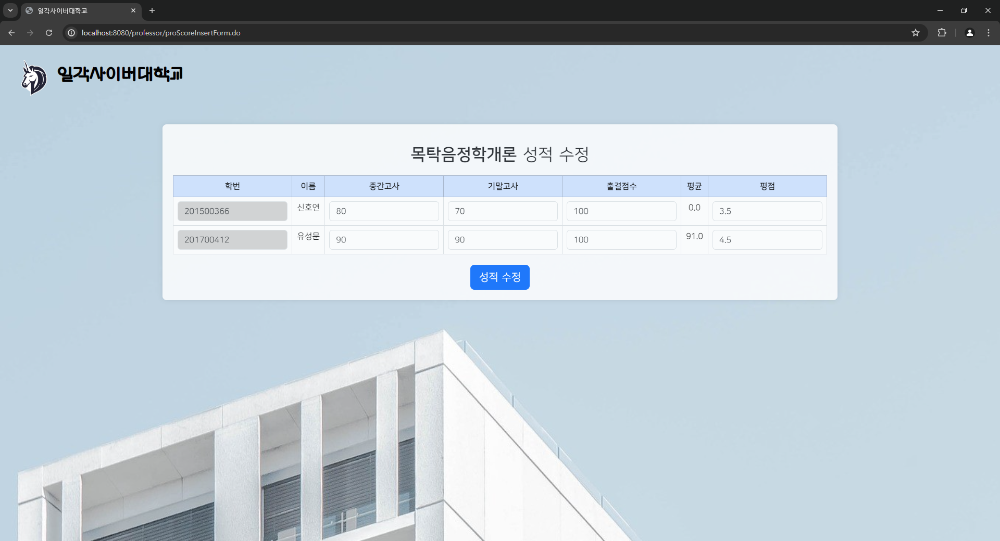 일각사이버대학교
localhost:8080/professor/proScoreInsertForm.do
일각사이버대학교
목탁음정학개론 성적 수정
학번 이름 중간고사 기말고사 출결점수 평균 평점
201500366 신호연 80 70 100 0.0 3.5
201700412 유성문 90 90 100 91.0 4.5
성적 수정